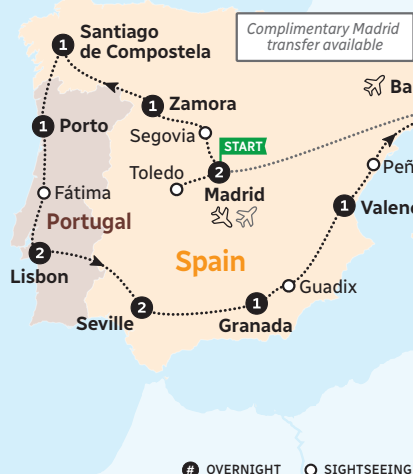 Santiago
de Compostela
Complimentary Madrid
transfer available
1
Ba
1
Zamora
Segovia
START
1
Porto
Toledo
2
Madrid
Peñ
Fátima
1
Valenc
Portugal
2
Lisbon
Spain
Guadix
2
Seville
1
Granada
# OVERNIGHT
SIGHTSEEING